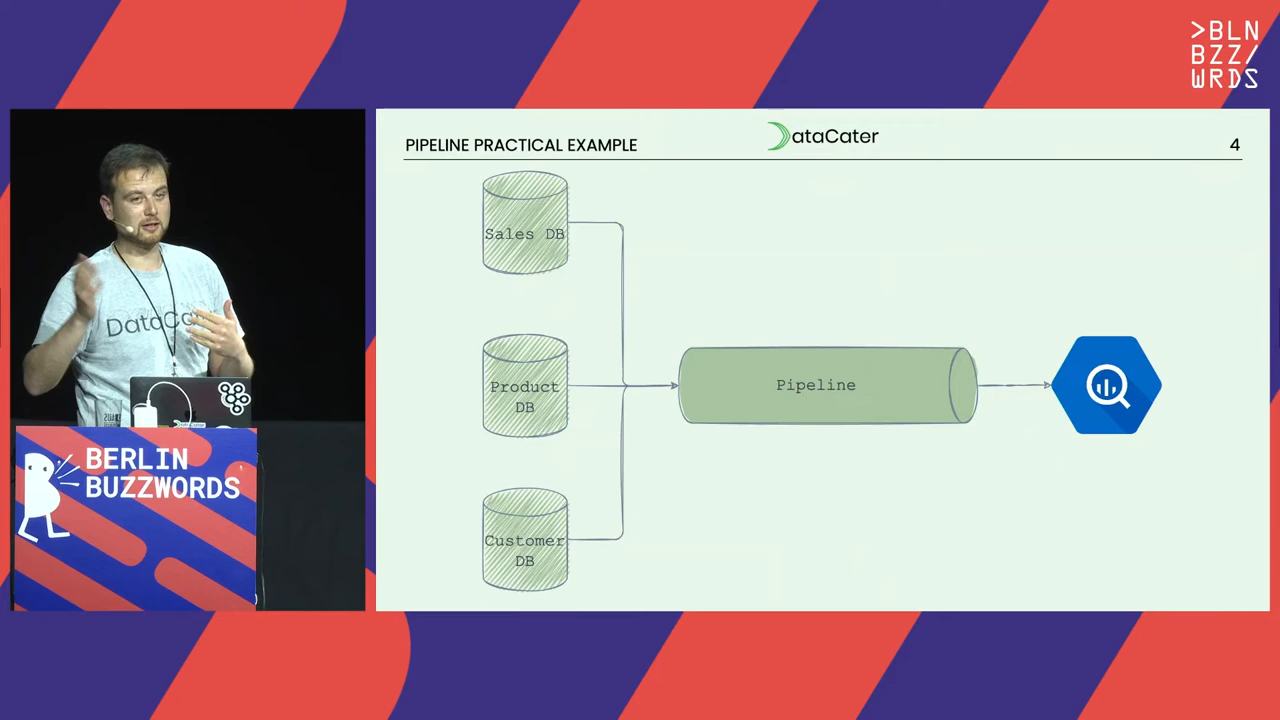 >BLN
BZZ/
WRDS
PIPELINE PRACTICAL EXAMPLE
DataCater
4
Sales DB
Product
DB
Customer
DB
Pipeline
DataCa
BERLIN
BUZZWORDS